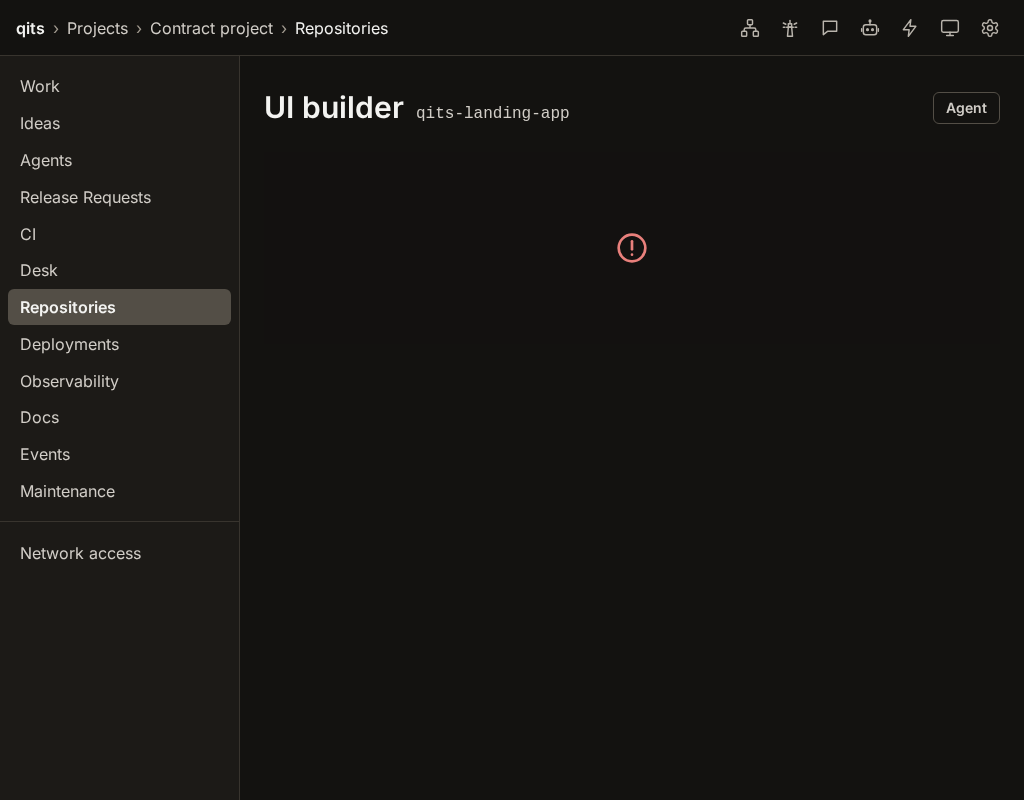 qits › Projects › Contract project › Repositories
Work
Ideas
Agents
Release Requests
CI
Desk
Repositories
Deployments
Observability
Docs
Events
Maintenance
Network access
UI builder qits-landing-app
Agent